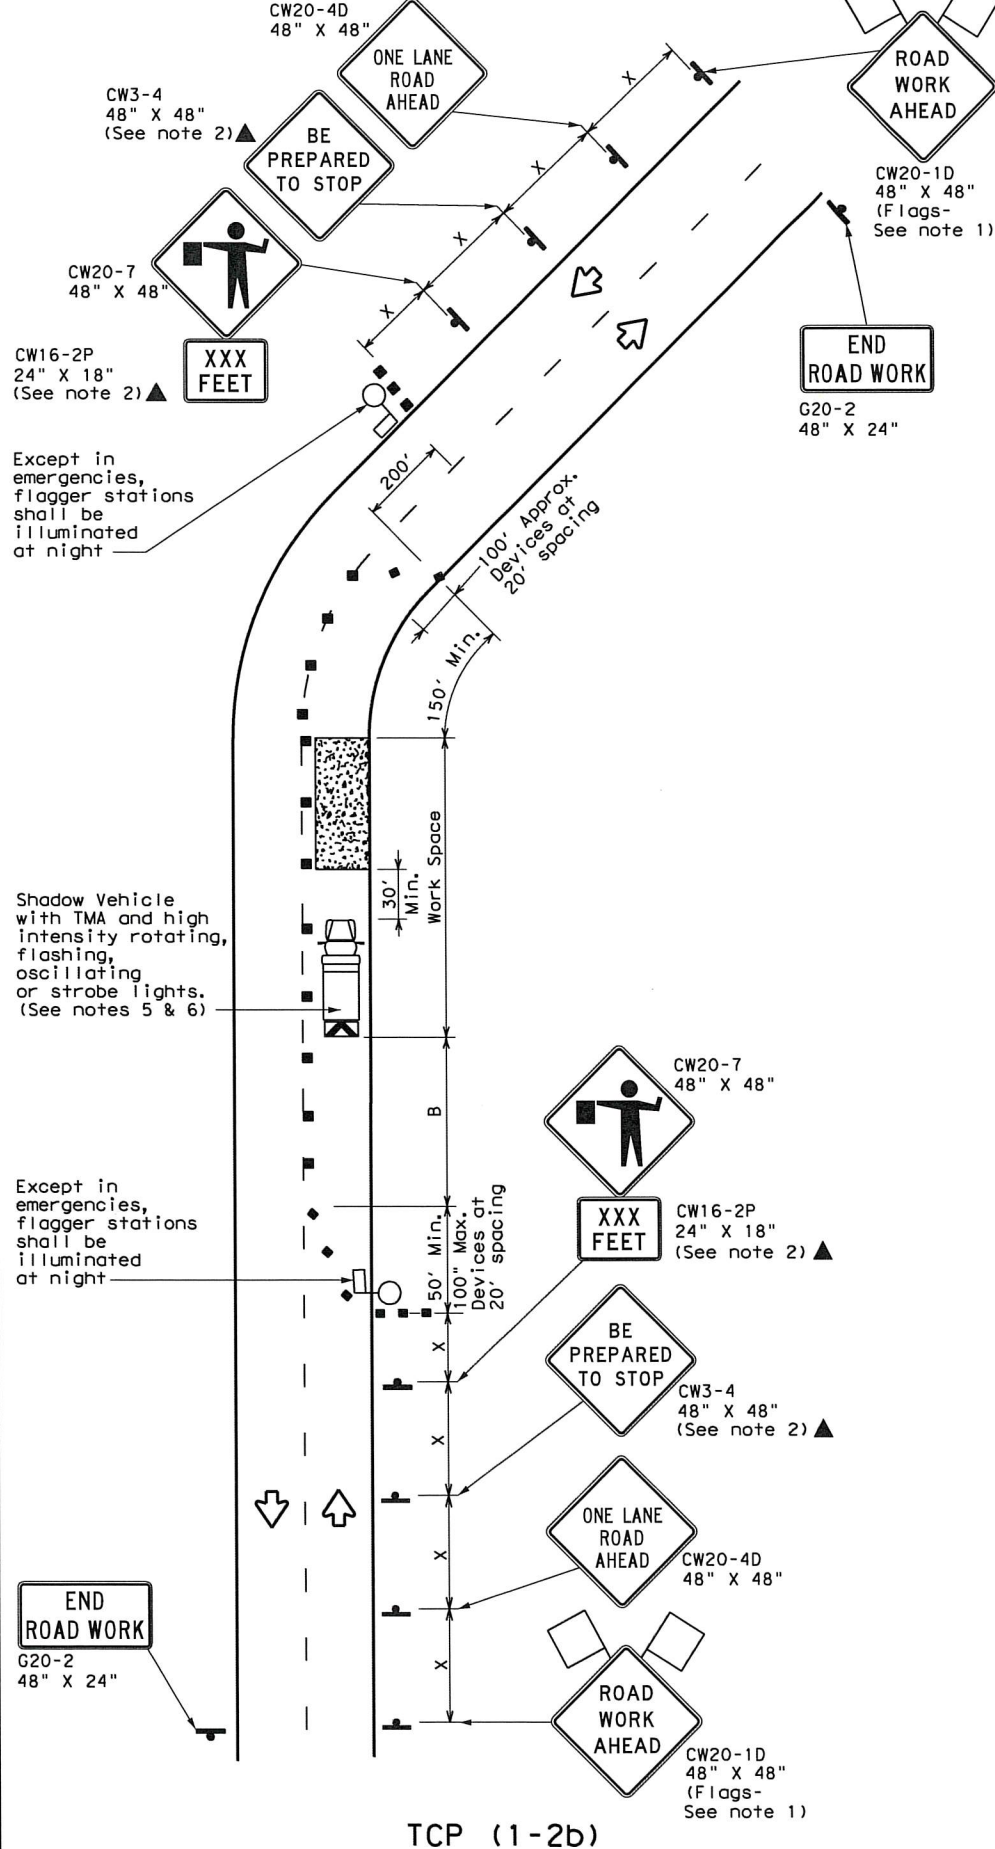 CW20-4D
48" X 48"
ONE LANE
ROAD
AHEAD
X
ROAD
WORK
AHEAD
CW3-4
48" X 48"
(See note 2)
BE
PREPARED
TO STOP
X
CW20-1D
48" X 48"
(Flags-
See note 1)
X
CW20-7
48" X 48"
X
END
ROAD WORK
G20-2
48" X 24"
CW16-2P
24" X 18"
(See note 2)
XXX
FEET
Except in
emergencies,
flagger stations
shall be
illuminated
at night
200'
100' Approx.
Devices at
20' spacing
150' Min.
Work Space
30'
Min.
Shadow Vehicle
with TMA and high
intensity rotating,
flashing,
oscillating
or strobe lights.
(See notes 5 & 6)
B
CW20-7
48" X 48"
XXX
FEET
CW16-2P
24" X 18"
(See note 2)
Except in
emergencies,
flagger stations
shall be
illuminated
at night
50' Min.
100" Max.
Devices at
20' spacing
X
BE
PREPARED
TO STOP
CW3-4
48" X 48"
(See note 2)
X
ONE LANE
ROAD
AHEAD
CW20-4D
48" X 48"
X
END
ROAD WORK
G20-2
48" X 24"
X
ROAD
WORK
AHEAD
CW20-1D
48" X 48"
(Flags-
See note 1)
TCP (1-2b)